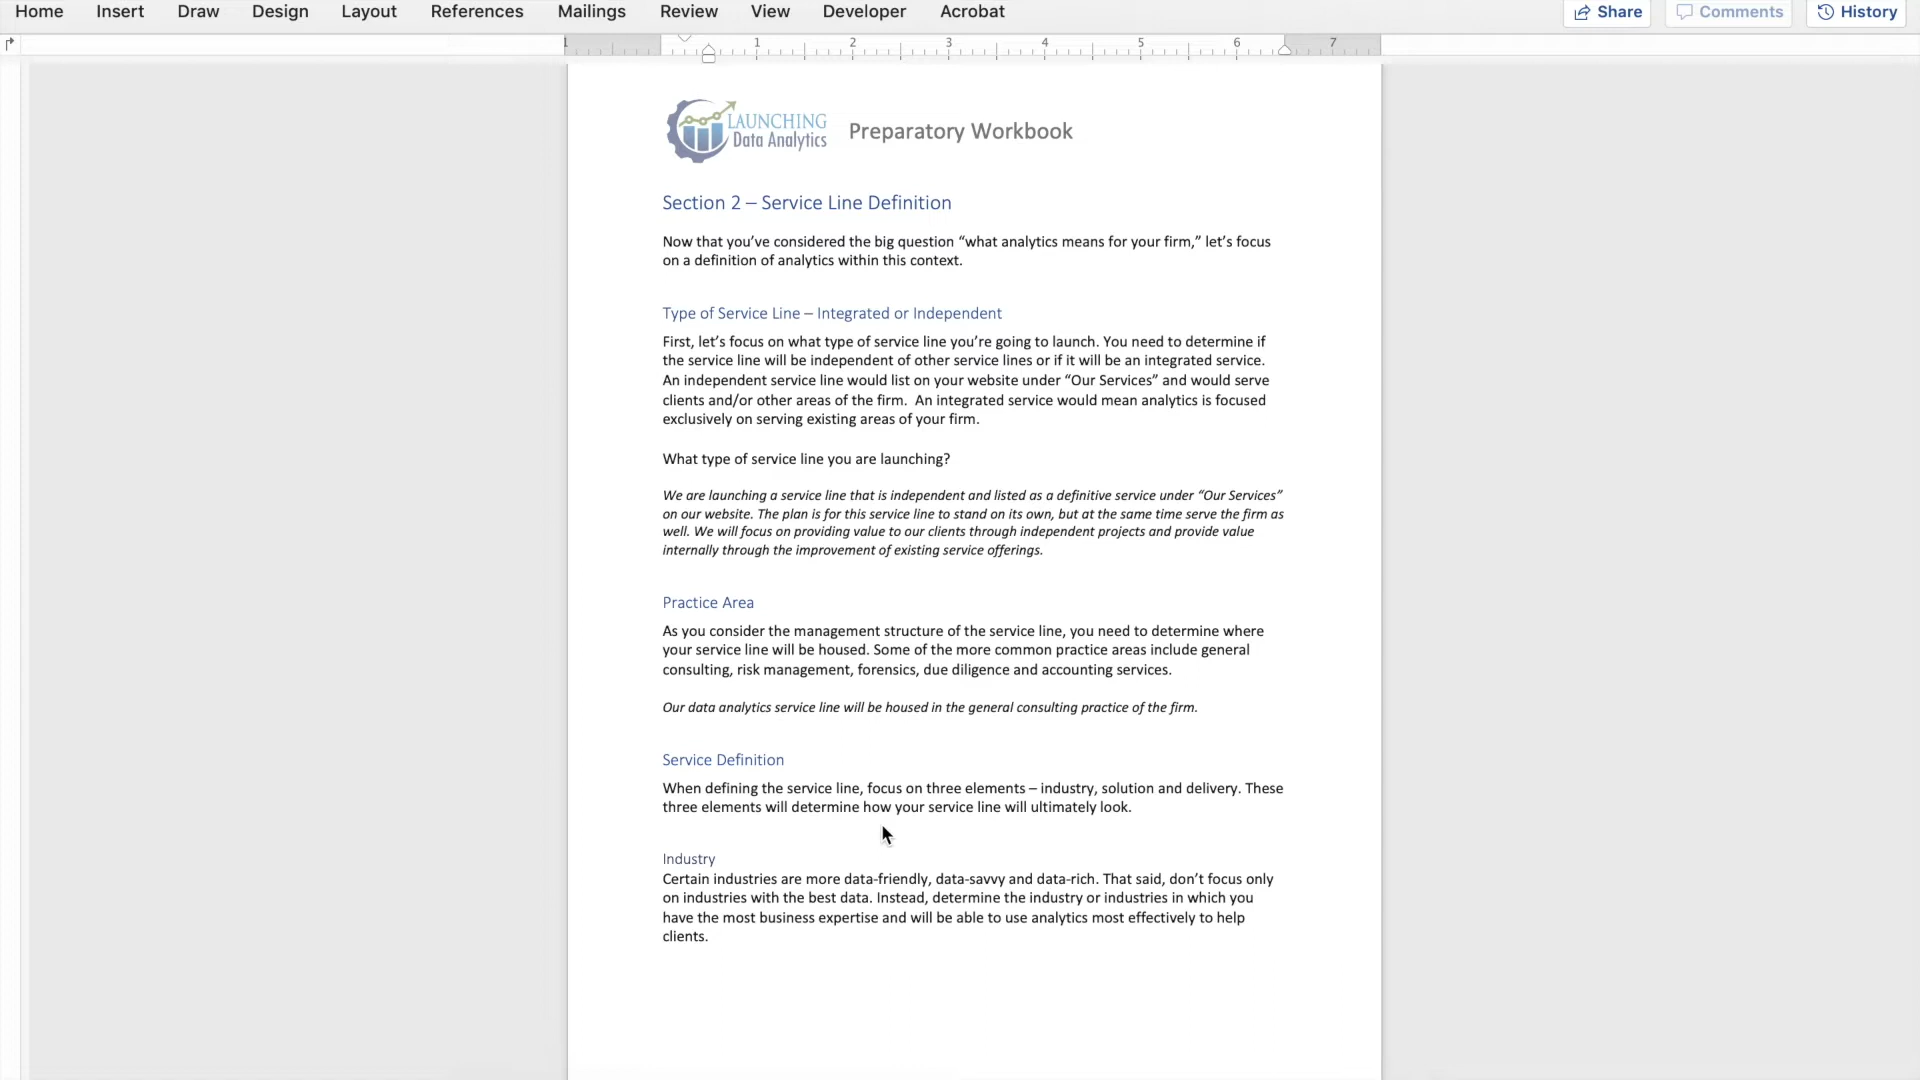 Home Insert Draw Design Layout References Mailings Review View Developer Acrobat Share Comments History
1 1 2 3 4 5 6 7
LAUNCHING
Data Analytics
Preparatory Workbook
Section 2 – Service Line Definition
Now that you’ve considered the big question “what analytics means for your firm,” let’s focus
on a definition of analytics within this context.
Type of Service Line – Integrated or Independent
First, let’s focus on what type of service line you’re going to launch. You need to determine if
the service line will be independent of other service lines or if it will be an integrated service.
An independent service line would list on your website under “Our Services” and would serve
clients and/or other areas of the firm.  An integrated service would mean analytics is focused
exclusively on serving existing areas of your firm.
What type of service line you are launching?
We are launching a service line that is independent and listed as a definitive service under “Our Services”
on our website. The plan is for this service line to stand on its own, but at the same time serve the firm as
well. We will focus on providing value to our clients through independent projects and provide value
internally through the improvement of existing service offerings.
Practice Area
As you consider the management structure of the service line, you need to determine where
your service line will be housed. Some of the more common practice areas include general
consulting, risk management, forensics, due diligence and accounting services.
Our data analytics service line will be housed in the general consulting practice of the firm.
Service Definition
When defining the service line, focus on three elements – industry, solution and delivery. These
three elements will determine how your service line will ultimately look.
Industry
Certain industries are more data-friendly, data-savvy and data-rich. That said, don’t focus only
on industries with the best data. Instead, determine the industry or industries in which you
have the most business expertise and will be able to use analytics most effectively to help
clients.